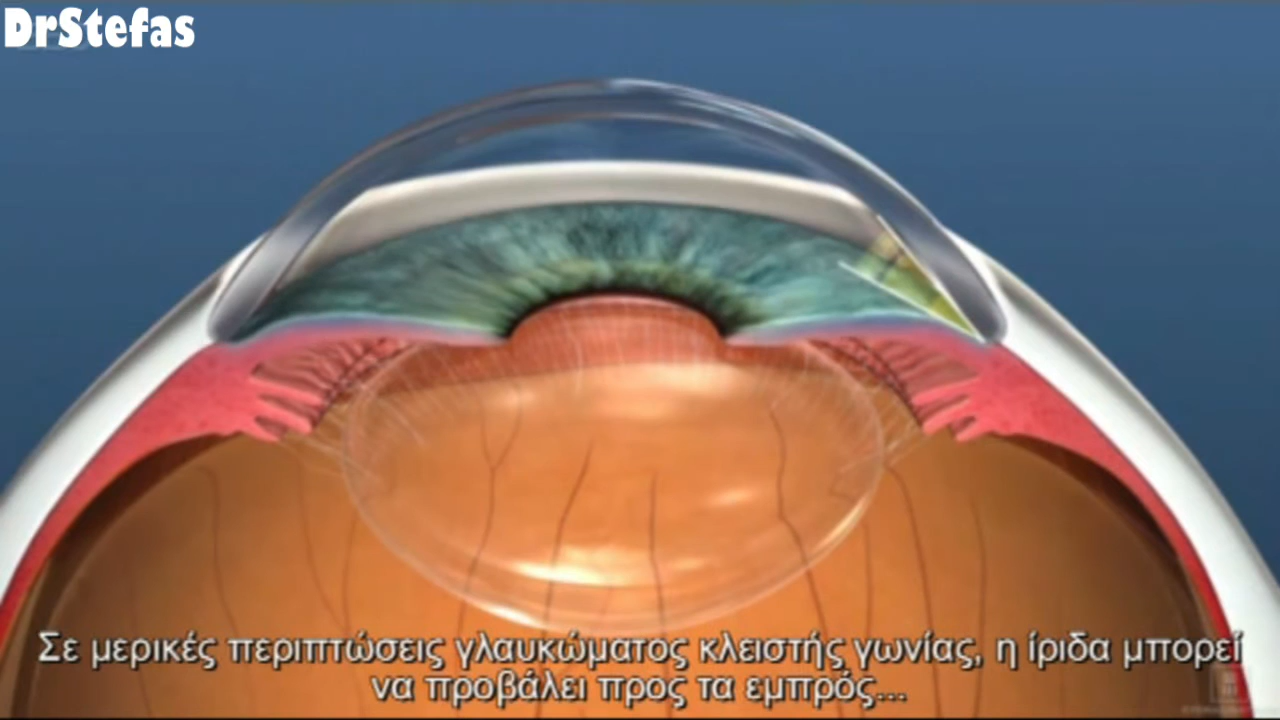 DrStefas
Σε μερικές περιπτώσεις γλαυκώματος κλειστής γωνίας, η ίριδα μπορεί
να προβάλει προς τα εμπρός...